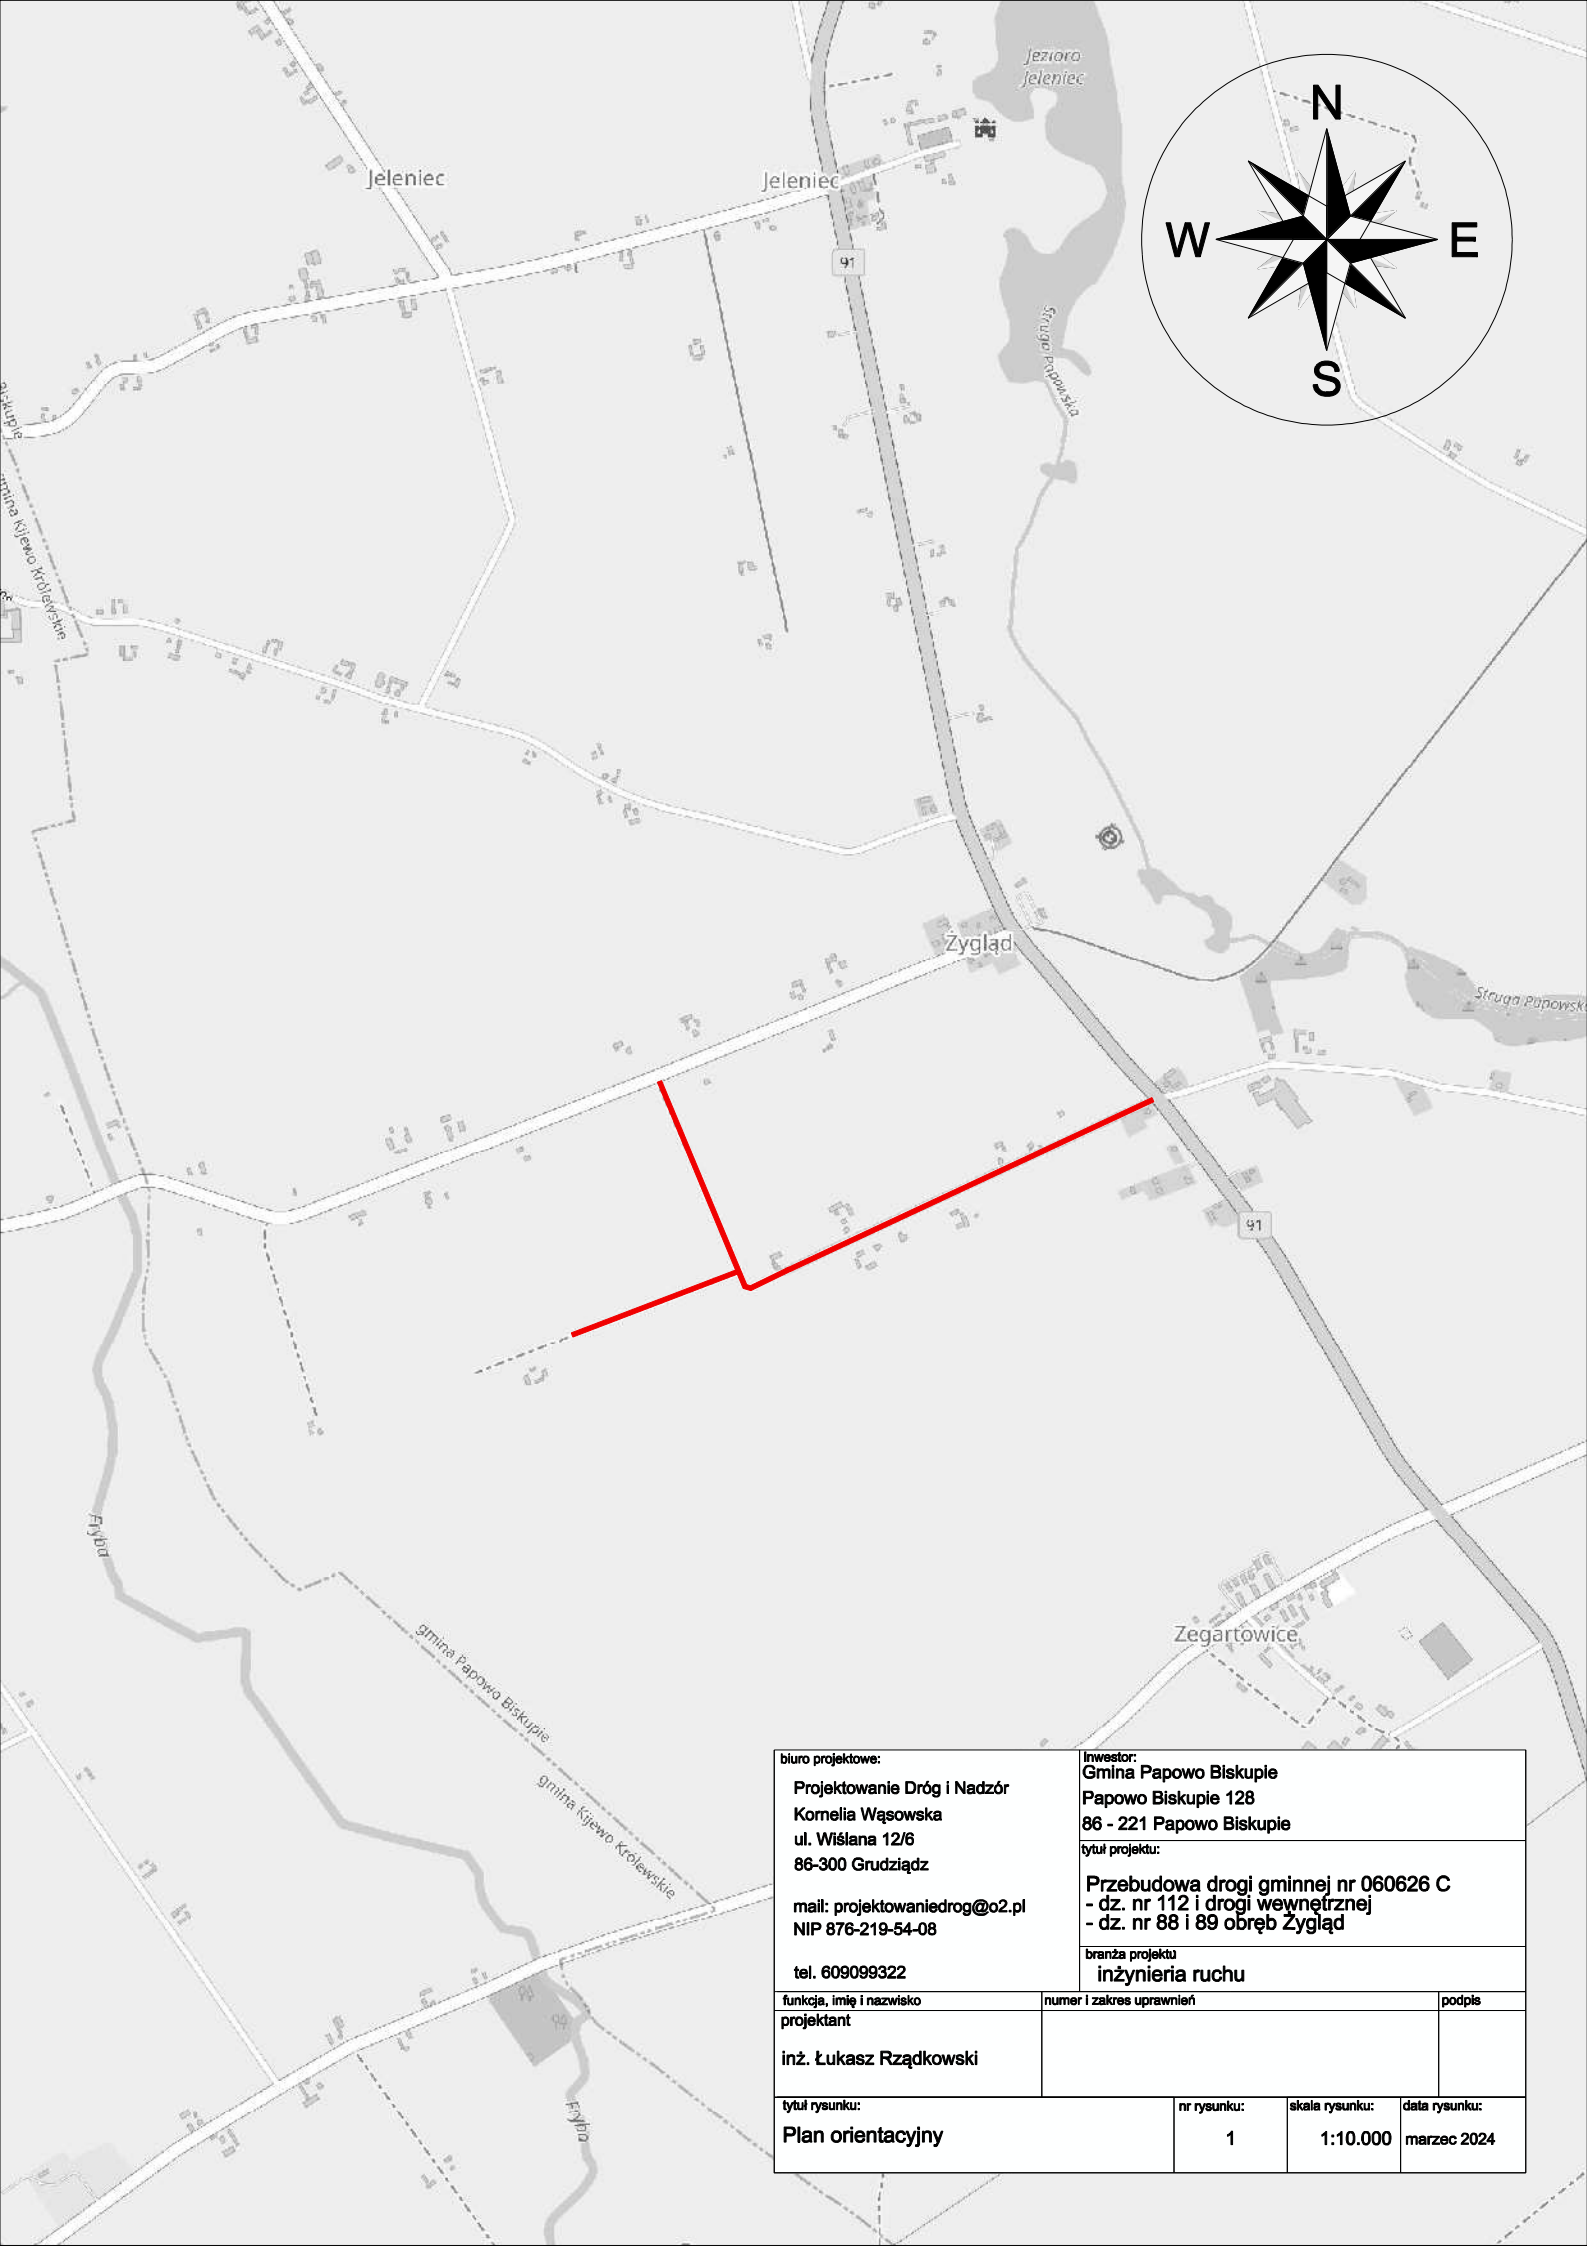 Jezioro
Jeleniec
N
W
E
S
Jeleniec
Jeleniec
91
Struga Papowska
Biskupie
gmina Kijewo Królewskie
Żygląd
Struga Papowska
91
Fryba
gmina Papowo Biskupie
gmina Kijewo Królewskie
Zegartowice
Fryba
biuro projektowe:
Projektowanie Dróg i Nadzór
Kornelia Wąsowska
ul. Wiślana 12/6
86-300 Grudziądz
mail: projektowaniedrog@o2.pl
NIP 876-219-54-08
tel. 609099322
Inwestor:
Gmina Papowo Biskupie
Papowo Biskupie 128
86 - 221 Papowo Biskupie
tytuł projektu:
Przebudowa drogi gminnej nr 060626 C
- dz. nr 112 i drogi wewnętrznej
- dz. nr 88 i 89 obręb Żygląd
branża projektu
inżynieria ruchu
funkcja, imię i nazwisko
numer i zakres uprawnień
podpis
projektant
inż. Łukasz Rządkowski
tytuł rysunku:
Plan orientacyjny
nr rysunku:
1
skala rysunku:
1:10.000
data rysunku:
marzec 2024